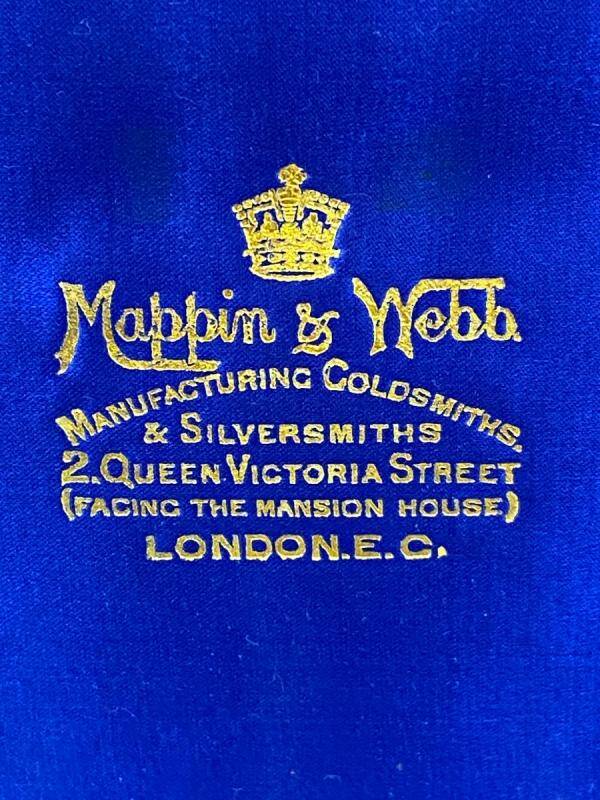 Mappin & Webb.
MANUFACTURING GOLDSMITHS,
& SILVERSMITHS
2. QUEEN.VICTORIA STREET
(FACING THE MANSION HOUSE)
LONDON.E.C.